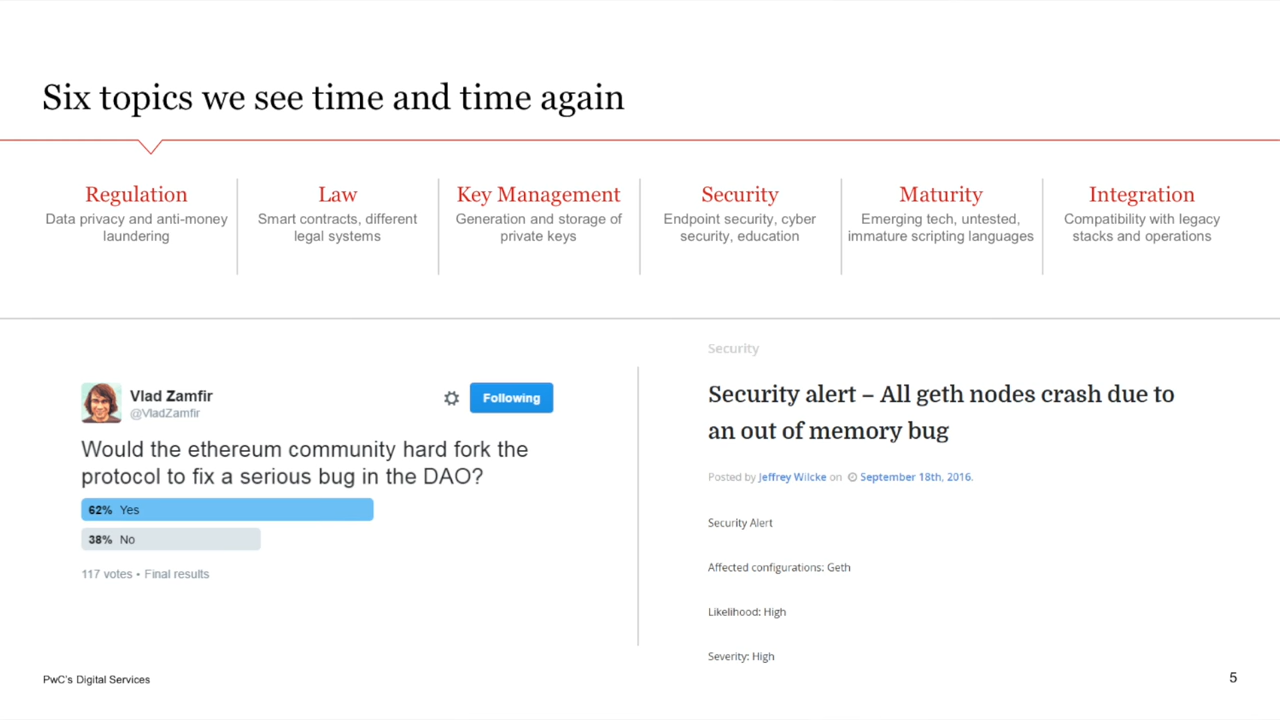 Six topics we see time and time again
Regulation
Data privacy and anti-money
laundering
Law
Smart contracts, different
legal systems
Key Management
Generation and storage of
private keys
Security
Endpoint security, cyber
security, education
Maturity
Emerging tech, untested,
immature scripting languages
Integration
Compatibility with legacy
stacks and operations
Vlad Zamfir
@VladZamfir
Following
Would the ethereum community hard fork the
protocol to fix a serious bug in the DAO?
62% Yes
38% No
117 votes • Final results
Security
Security alert – All geth nodes crash due to
an out of memory bug
Posted by Jeffrey Wilcke on September 18th, 2016.
Security Alert
Affected configurations: Geth
Likelihood: High
Severity: High
PwC's Digital Services
5